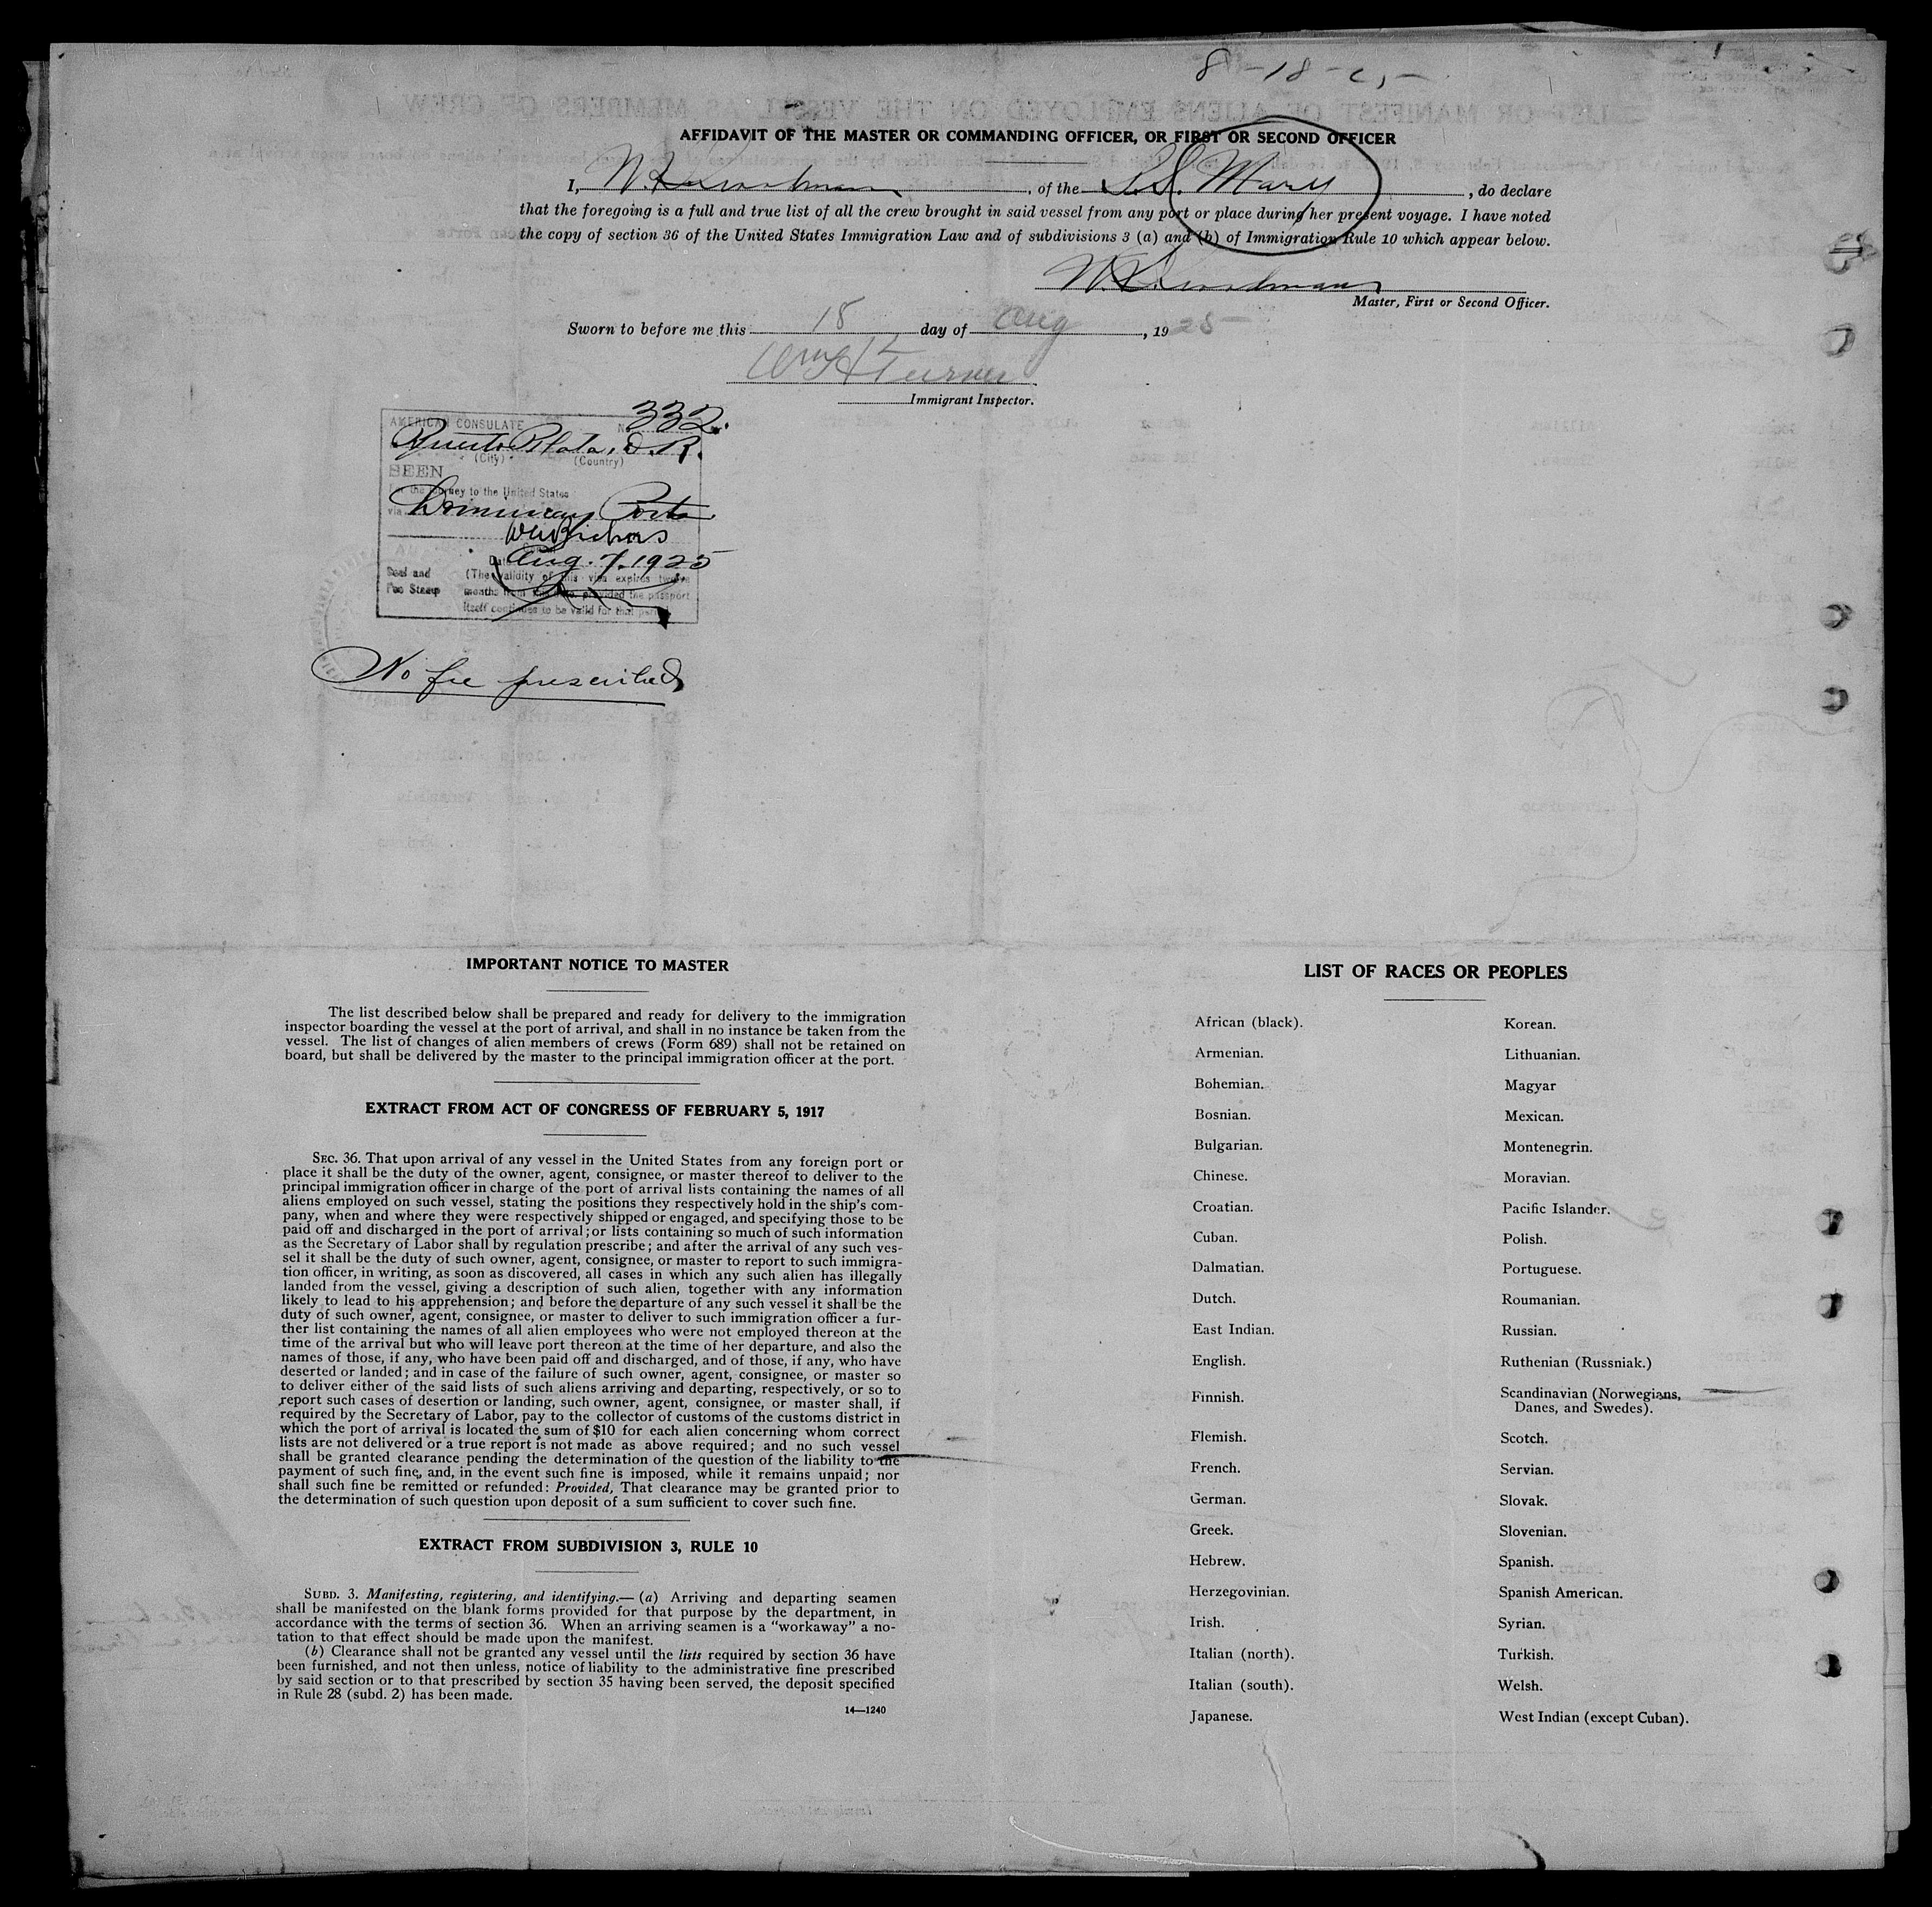 8-18-25
AFFIDAVIT OF THE MASTER OR COMMANDING OFFICER, OR FIRST OR SECOND OFFICER
I, , of the S.S. Mary, do declare
that the foregoing is a full and true list of all the crew brought in said vessel from any port or place during her present voyage. I have noted
the copy of section 36 of the United States Immigration Law and of subdivisions 3 (a) and (b) of Immigration Rule 10 which appear below.
Master, First or Second Officer.
Sworn to before me this 18 day of Aug, 1925
Wm H Turner
Immigrant Inspector.
AMERICAN CONSULATE No. 332.
Puerto Plata, D.R.
(City) (Country)
SEEN
For the journey to the United States
via Dominican Ports
Date Aug. 7. 1925
Seal and (The validity of this visa expires twelve
Fee Stamp months from this date, provided the passport
itself continues to be valid for that period
No fee prescribed
IMPORTANT NOTICE TO MASTER
The list described below shall be prepared and ready for delivery to the immigration
inspector boarding the vessel at the port of arrival, and shall in no instance be taken from the
vessel. The list of changes of alien members of crews (Form 689) shall not be retained on
board, but shall be delivered by the master to the principal immigration officer at the port.
EXTRACT FROM ACT OF CONGRESS OF FEBRUARY 5, 1917
SEC. 36. That upon arrival of any vessel in the United States from any foreign port or
place it shall be the duty of the owner, agent, consignee, or master thereof to deliver to the
principal immigration officer in charge of the port of arrival lists containing the names of all
aliens employed on such vessel, stating the positions they respectively hold in the ship's com-
pany, when and where they were respectively shipped or engaged, and specifying those to be
paid off and discharged in the port of arrival; or lists containing so much of such information
as the Secretary of Labor shall by regulation prescribe; and after the arrival of any such ves-
sel it shall be the duty of such owner, agent, consignee, or master to report to such immigra-
tion officer, in writing, as soon as discovered, all cases in which any such alien has illegally
landed from the vessel, giving a description of such alien, together with any information
likely to lead to his apprehension; and before the departure of any such vessel it shall be the
duty of such owner, agent, consignee, or master to deliver to such immigration officer a fur-
ther list containing the names of all alien employees who were not employed thereon at the
time of the arrival but who will leave port thereon at the time of her departure, and also the
names of those, if any, who have been paid off and discharged, and of those, if any, who have
deserted or landed; and in case of the failure of such owner, agent, consignee, or master so
to deliver either of the said lists of such aliens arriving and departing, respectively, or so to
report such cases of desertion or landing, such owner, agent, consignee, or master shall, if
required by the Secretary of Labor, pay to the collector of customs of the customs district in
which the port of arrival is located the sum of $10 for each alien concerning whom correct
lists are not delivered or a true report is not made as above required; and no such vessel
shall be granted clearance pending the determination of the question of the liability to the
payment of such fine, and, in the event such fine is imposed, while it remains unpaid; nor
shall such fine be remitted or refunded: Provided, That clearance may be granted prior to
the determination of such question upon deposit of a sum sufficient to cover such fine.
EXTRACT FROM SUBDIVISION 3, RULE 10
SUBD. 3. Manifesting, registering, and identifying.— (a) Arriving and departing seamen
shall be manifested on the blank forms provided for that purpose by the department, in
accordance with the terms of section 36. When an arriving seamen is a "workaway" a no-
tation to that effect should be made upon the manifest.
(b) Clearance shall not be granted any vessel until the lists required by section 36 have
been furnished, and not then unless, notice of liability to the administrative fine prescribed
by said section or to that prescribed by section 35 having been served, the deposit specified
in Rule 28 (subd. 2) has been made.
14—1240
LIST OF RACES OR PEOPLES
African (black).
Armenian.
Bohemian.
Bosnian.
Bulgarian.
Chinese.
Croatian.
Cuban.
Dalmatian.
Dutch.
East Indian.
English.
Finnish.
Flemish.
French.
German.
Greek.
Hebrew.
Herzegovinian.
Irish.
Italian (north).
Italian (south).
Japanese.
Korean.
Lithuanian.
Magyar
Mexican.
Montenegrin.
Moravian.
Pacific Islander.
Polish.
Portuguese.
Roumanian.
Russian.
Ruthenian (Russniak.)
Scandinavian (Norwegians,
Danes, and Swedes).
Scotch.
Servian.
Slovak.
Slovenian.
Spanish.
Spanish American.
Syrian.
Turkish.
Welsh.
West Indian (except Cuban).